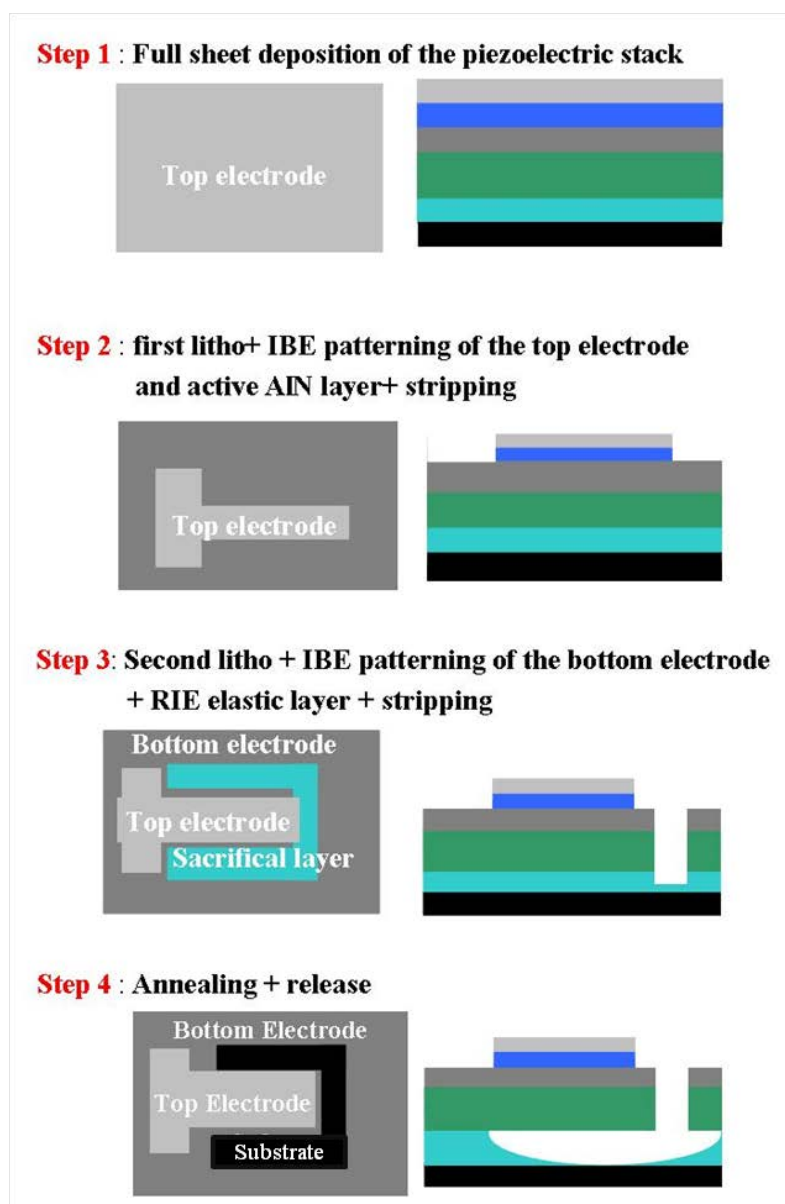 Step 1 : Full sheet deposition of the piezoelectric stack
Top electrode
Step 2 : first litho+ IBE patterning of the top electrode
and active AlN layer+ stripping
Top electrode
Step 3: Second litho + IBE patterning of the bottom electrode
+ RIE elastic layer + stripping
Bottom electrode
Top electrode
Sacrifical layer
Step 4 : Annealing + release
Bottom Electrode
Top Electrode
Substrate